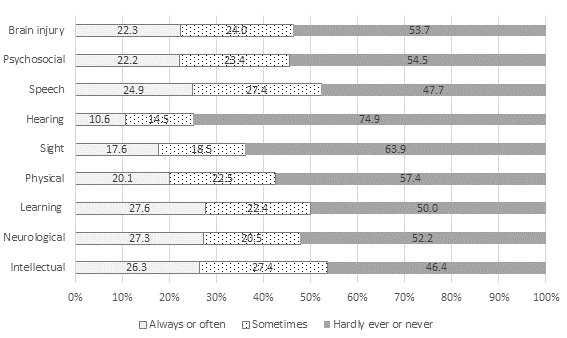 Brain injury 22.3 24.0 53.7
Psychosocial 22.2 23.4 54.5
Speech 24.9 27.4 47.7
Hearing 10.6 14.5 74.9
Sight 17.6 18.5 63.9
Physical 20.1 22.5 57.4
Learning 27.6 22.4 50.0
Neurological 27.3 20.5 52.2
Intellectual 26.3 27.4 46.4
0% 10% 20% 30% 40% 50% 60% 70% 80% 90% 100%
Always or often Sometimes Hardly ever or never